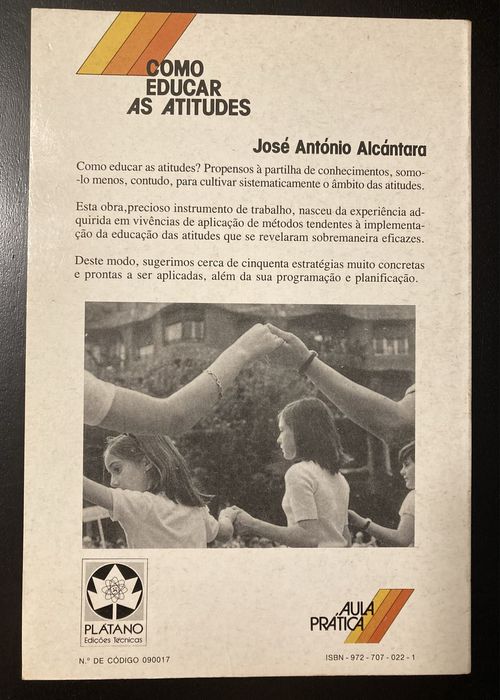 COMO
EDUCAR
AS ATITUDES
José António Alcántara
Como educar as atitudes? Propensos à partilha de conhecimentos, somo-
-lo menos, contudo, para cultivar sistematicamente o âmbito das atitudes.
Esta obra,precioso instrumento de trabalho, nasceu da experiência ad-
quirida em vivências de aplicação de métodos tendentes à implementa-
ção da educação das atitudes que se revelaram sobremaneira eficazes.
Deste modo, sugerimos cerca de cinquenta estratégias muito concretas
e prontas a ser aplicadas, além da sua programação e planificação.
PLÁTANO
Edições Técnicas
AULA
PRÁTICA
N.º DE CÓDIGO 090017
ISBN - 972 - 707 - 022 - 1